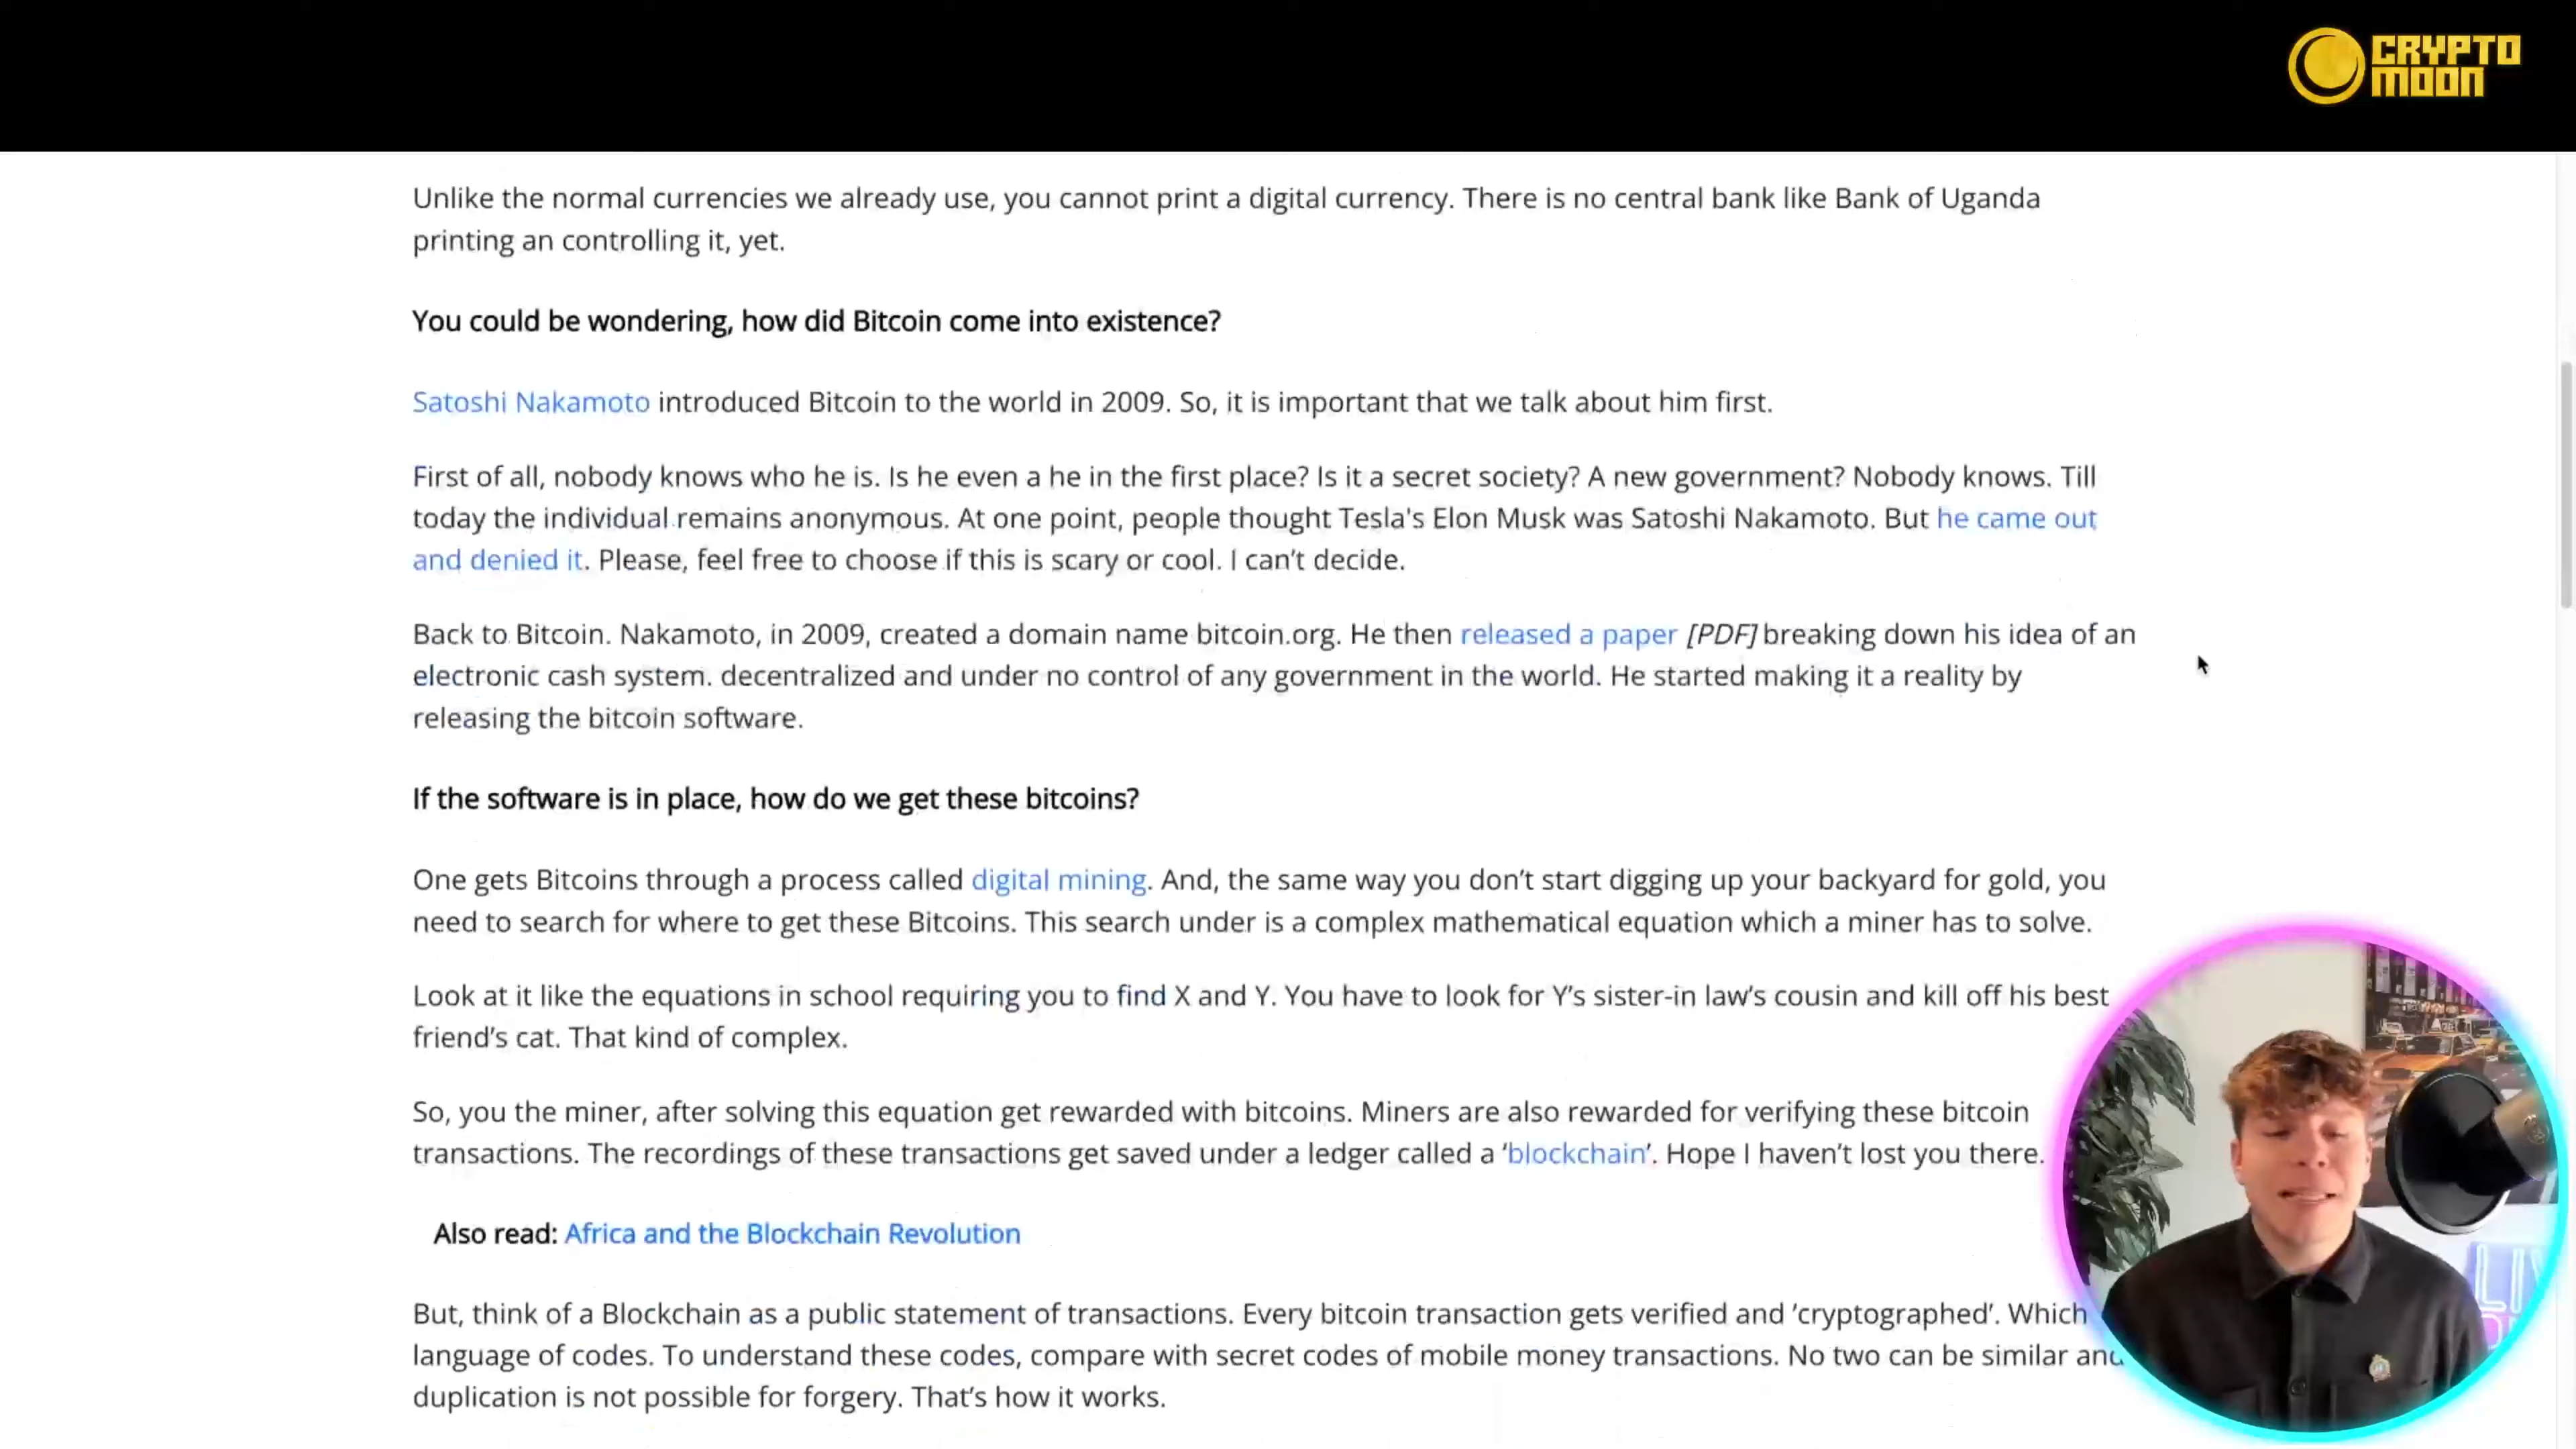 CRYPTO
MOON
Unlike the normal currencies we already use, you cannot print a digital currency. There is no central bank like Bank of Uganda
printing an controlling it, yet.
You could be wondering, how did Bitcoin come into existence?
Satoshi Nakamoto introduced Bitcoin to the world in 2009. So, it is important that we talk about him first.
First of all, nobody knows who he is. Is he even a he in the first place? Is it a secret society? A new government? Nobody knows. Till
today the individual remains anonymous. At one point, people thought Tesla's Elon Musk was Satoshi Nakamoto. But he came out
and denied it. Please, feel free to choose if this is scary or cool. I can't decide.
Back to Bitcoin. Nakamoto, in 2009, created a domain name bitcoin.org. He then released a paper [PDF] breaking down his idea of an
electronic cash system. decentralized and under no control of any government in the world. He started making it a reality by
releasing the bitcoin software.
If the software is in place, how do we get these bitcoins?
One gets Bitcoins through a process called digital mining. And, the same way you don't start digging up your backyard for gold, you
need to search for where to get these Bitcoins. This search under is a complex mathematical equation which a miner has to solve.
Look at it like the equations in school requiring you to find X and Y. You have to look for Y's sister-in law's cousin and kill off his best
friend's cat. That kind of complex.
So, you the miner, after solving this equation get rewarded with bitcoins. Miners are also rewarded for verifying these bitcoin
transactions. The recordings of these transactions get saved under a ledger called a ‘blockchain’. Hope I haven't lost you there.
Also read: Africa and the Blockchain Revolution
But, think of a Blockchain as a public statement of transactions. Every bitcoin transaction gets verified and ‘cryptographed’. Which
language of codes. To understand these codes, compare with secret codes of mobile money transactions. No two can be similar and
duplication is not possible for forgery. That's how it works.